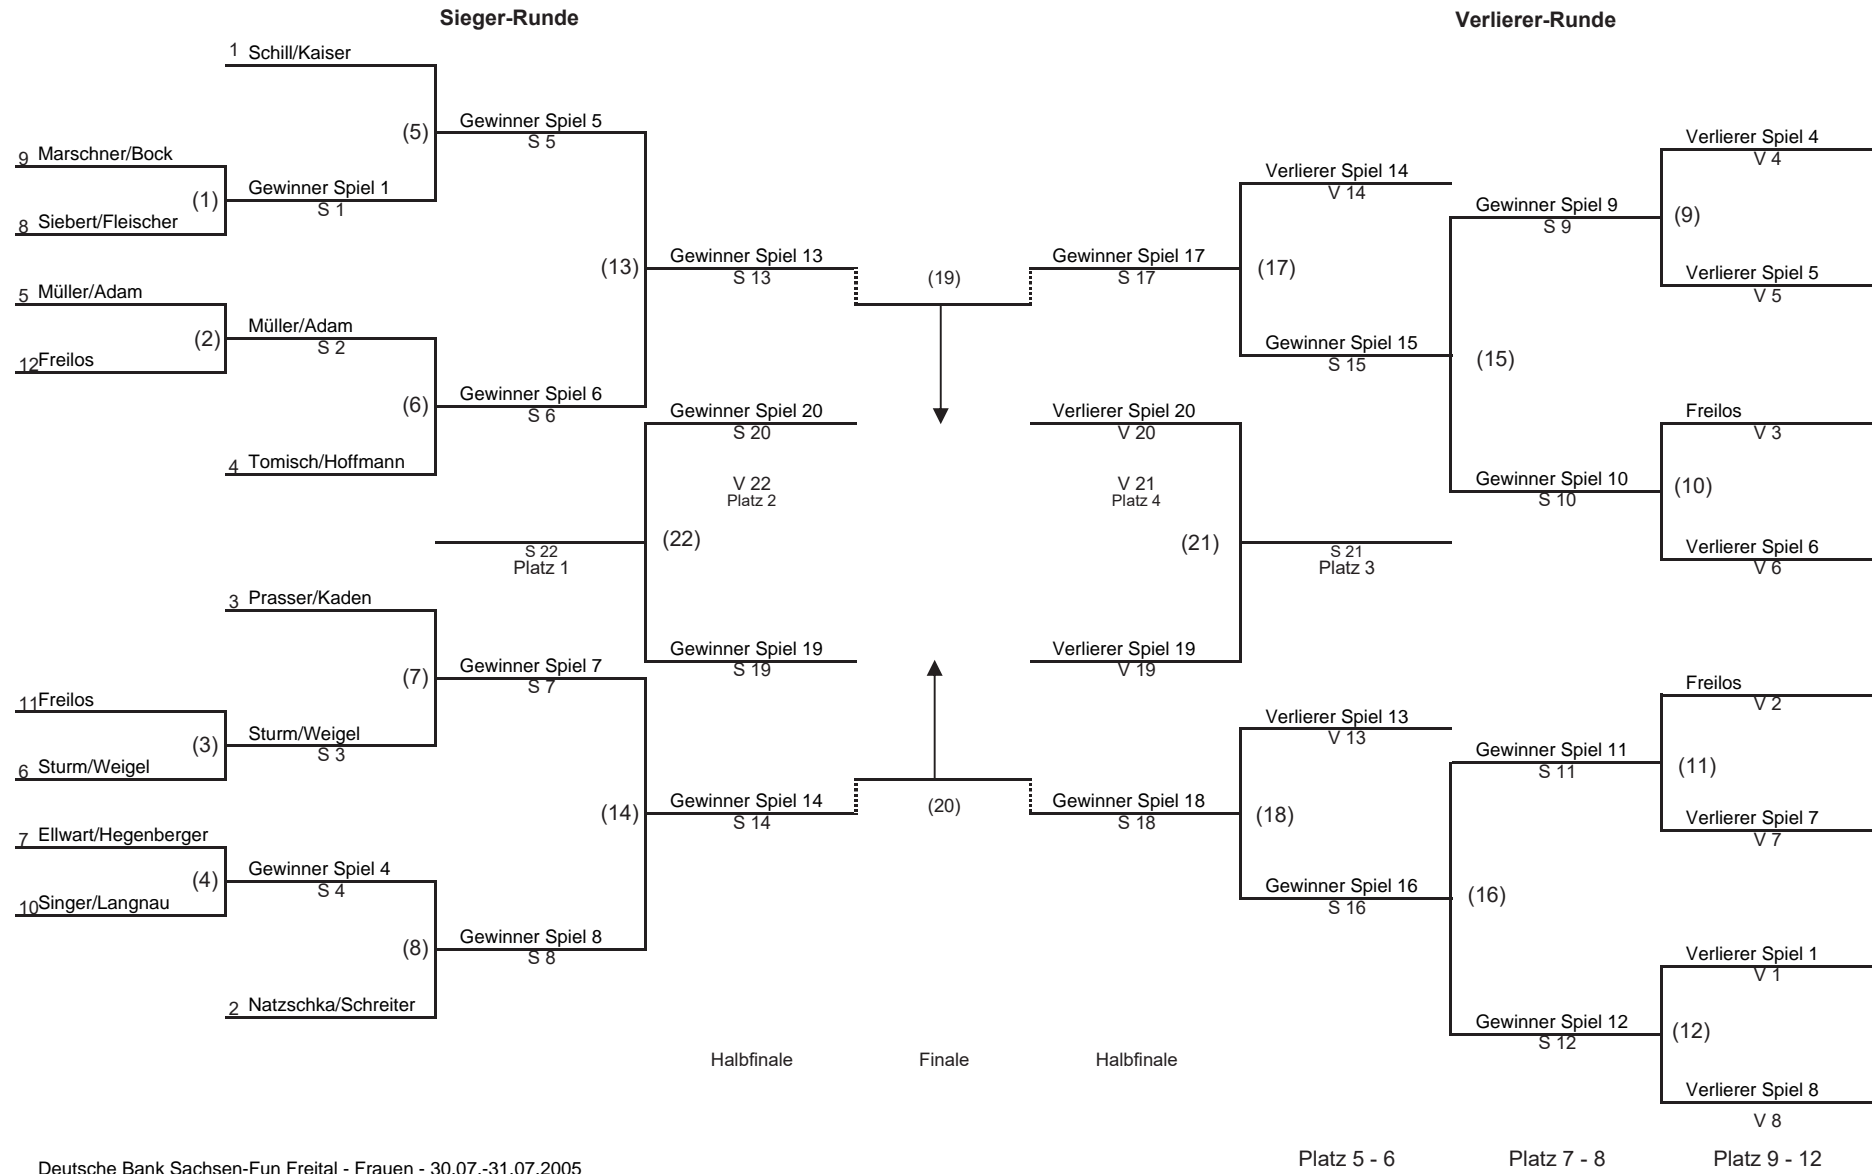 Sieger-Runde
Verlierer-Runde
1 Schill/Kaiser
(5)
Gewinner Spiel 5
S 5
9 Marschner/Bock
(1)
Gewinner Spiel 1
S 1
8 Siebert/Fleischer
(13)
Gewinner Spiel 13
S 13
5 Müller/Adam
(2)
Müller/Adam
S 2
12 Freilos
(6)
Gewinner Spiel 6
S 6
4 Tomisch/Hoffmann
Gewinner Spiel 20
S 20
V 22
Platz 2
(22)
S 22
Platz 1
3 Prasser/Kaden
(7)
Gewinner Spiel 7
S 7
Gewinner Spiel 19
S 19
11 Freilos
(3)
Sturm/Weigel
S 3
6 Sturm/Weigel
(14)
Gewinner Spiel 14
S 14
7 Ellwart/Hegenberger
(4)
Gewinner Spiel 4
S 4
10 Singer/Langnau
(8)
Gewinner Spiel 8
S 8
2 Natzschka/Schreiter
(19)
(20)
Verlierer Spiel 4
V 4
Verlierer Spiel 14
V 14
Gewinner Spiel 9
S 9
(9)
Gewinner Spiel 17
S 17
(17)
Verlierer Spiel 5
V 5
Gewinner Spiel 15
S 15
(15)
Verlierer Spiel 20
V 20
Freilos
V 3
V 21
Platz 4
Gewinner Spiel 10
S 10
(10)
(21)
S 21
Platz 3
Verlierer Spiel 6
V 6
Verlierer Spiel 19
V 19
Freilos
V 2
Verlierer Spiel 13
V 13
Gewinner Spiel 11
S 11
(11)
Gewinner Spiel 18
S 18
(18)
Verlierer Spiel 7
V 7
Gewinner Spiel 16
S 16
(16)
Verlierer Spiel 1
V 1
Gewinner Spiel 12
S 12
(12)
Verlierer Spiel 8
V 8
Halbfinale Finale Halbfinale
Platz 5 - 6 Platz 7 - 8 Platz 9 - 12
Deutsche Bank Sachsen-Fun Freital - Frauen - 30.07.-31.07.2005